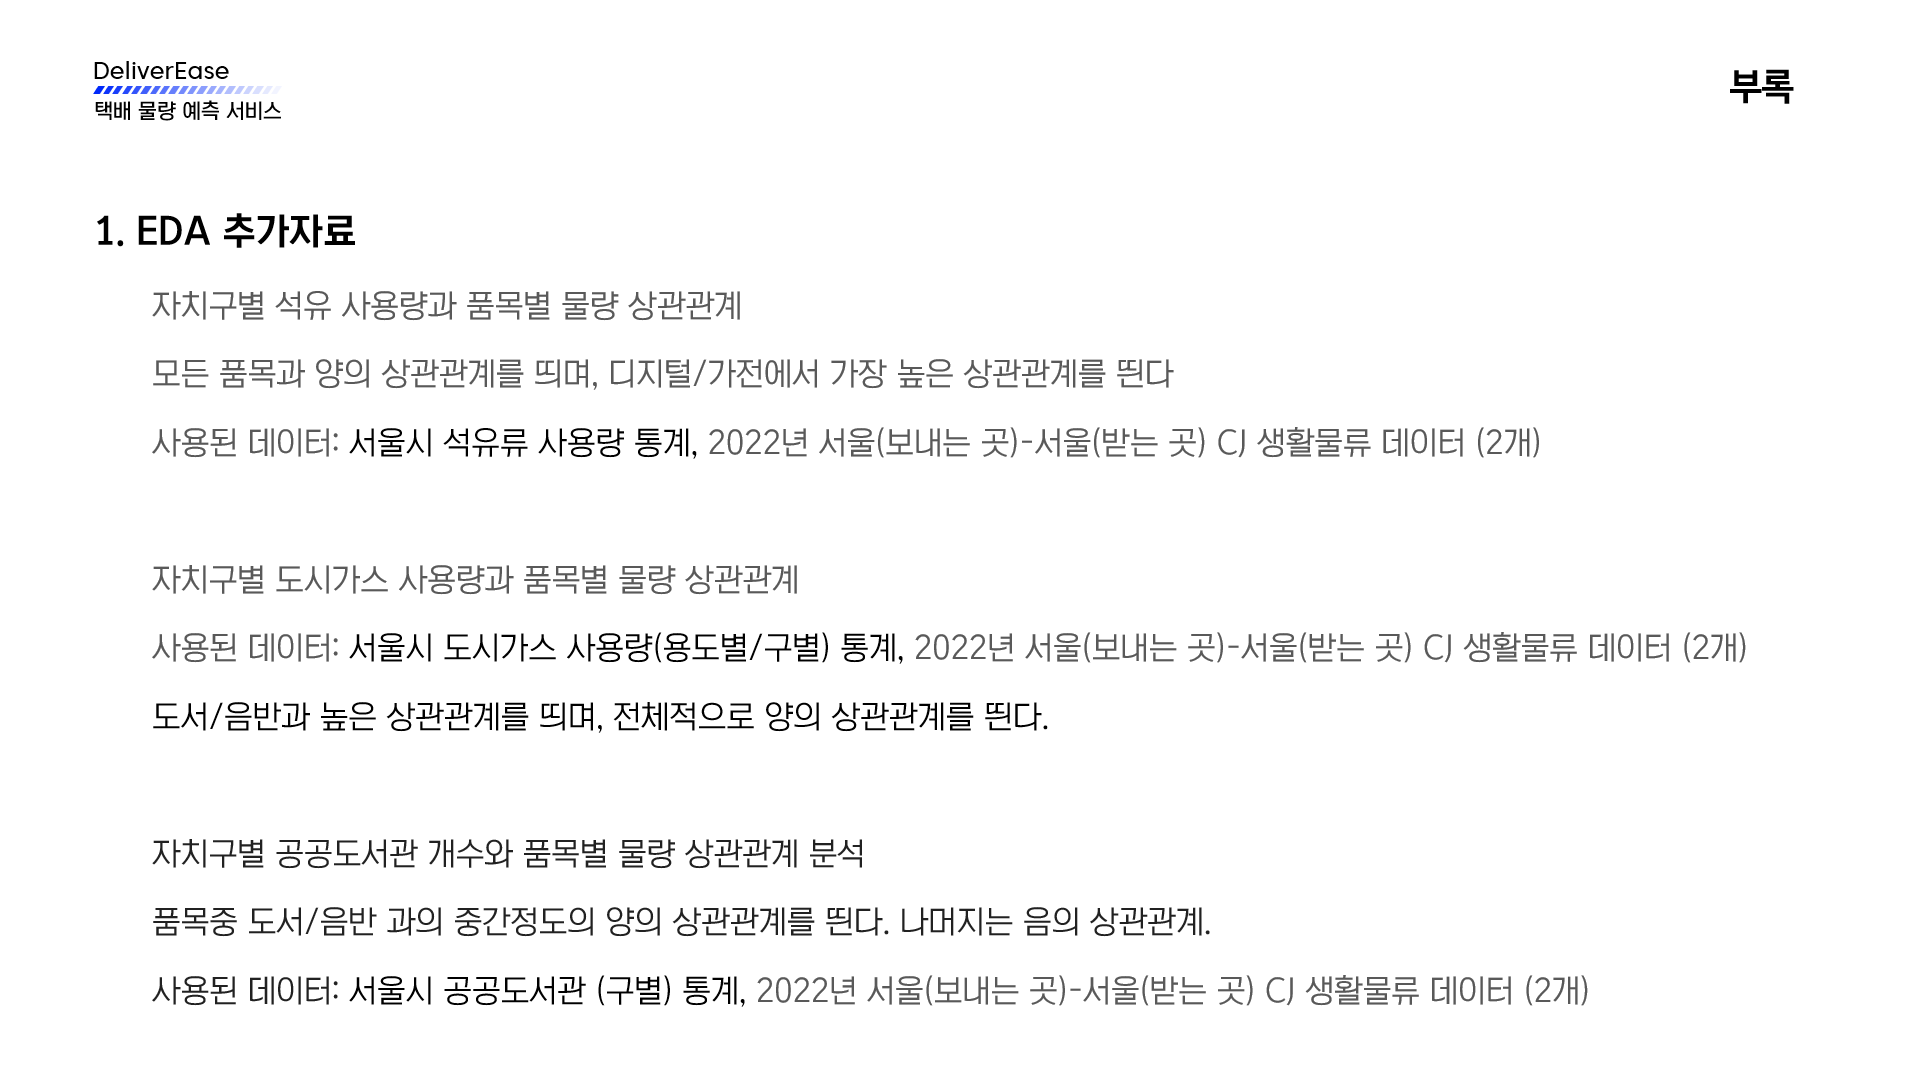 DeliverEase
택배 물량 예측 서비스
부록
1. EDA 추가자료
자치구별 석유 사용량과 품목별 물량 상관관계
모든 품목과 양의 상관관계를 띄며, 디지털/가전에서 가장 높은 상관관계를 띈다
사용된 데이터: 서울시 석유류 사용량 통계, 2022년 서울(보내는 곳)-서울(받는 곳) CJ 생활물류 데이터 (2개)
자치구별 도시가스 사용량과 품목별 물량 상관관계
사용된 데이터: 서울시 도시가스 사용량(용도별/구별) 통계, 2022년 서울(보내는 곳)-서울(받는 곳) CJ 생활물류 데이터 (2개)
도서/음반과 높은 상관관계를 띄며, 전체적으로 양의 상관관계를 띈다.
자치구별 공공도서관 개수와 품목별 물량 상관관계 분석
품목중 도서/음반 과의 중간정도의 양의 상관관계를 띈다. 나머지는 음의 상관관계.
사용된 데이터: 서울시 공공도서관 (구별) 통계, 2022년 서울(보내는 곳)-서울(받는 곳) CJ 생활물류 데이터 (2개)